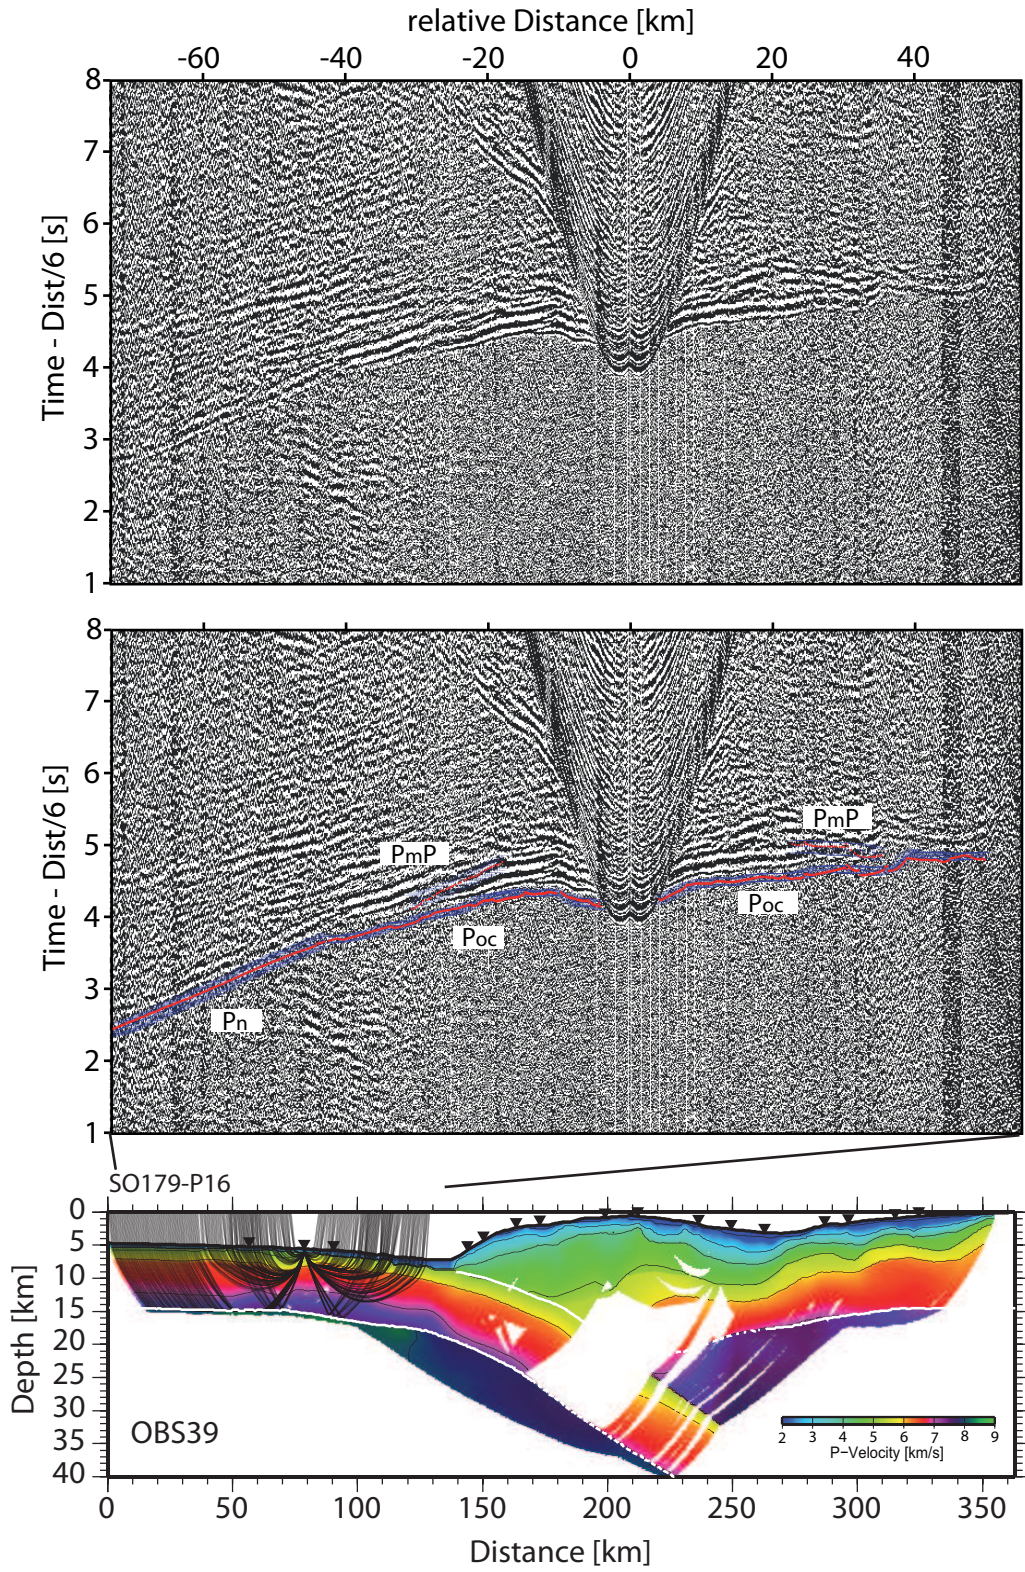 relative Distance [km]
-60 -40 -20 0 20 40
8
7
6
5
4
3
2
1
Time - Dist/6 [s]
8
7
6
5
4
3
2
1
Time - Dist/6 [s]
PmP
PmP
Poc
Poc
Pn
SO179-P16
0
5
10
15
20
25
30
35
40
Depth [km]
OBS39
2 3 4 5 6 7 8 9
P-Velocity [km/s]
0 50 100 150 200 250 300 350
Distance [km]